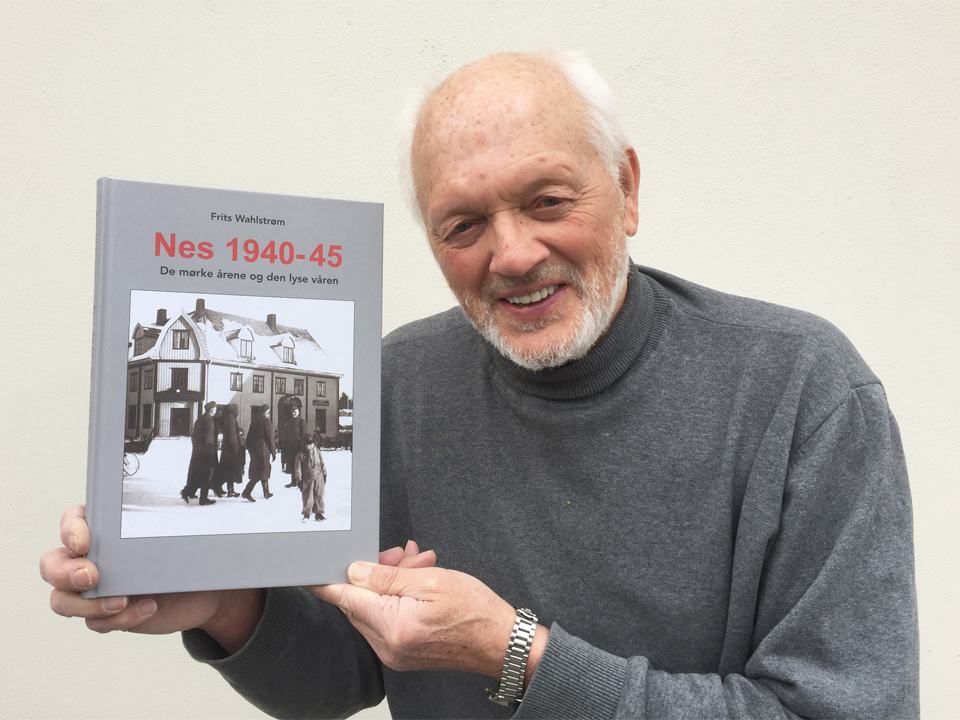 Frits Wahlstrøm
Nes 1940-45
De mørke årene og den lyse våren